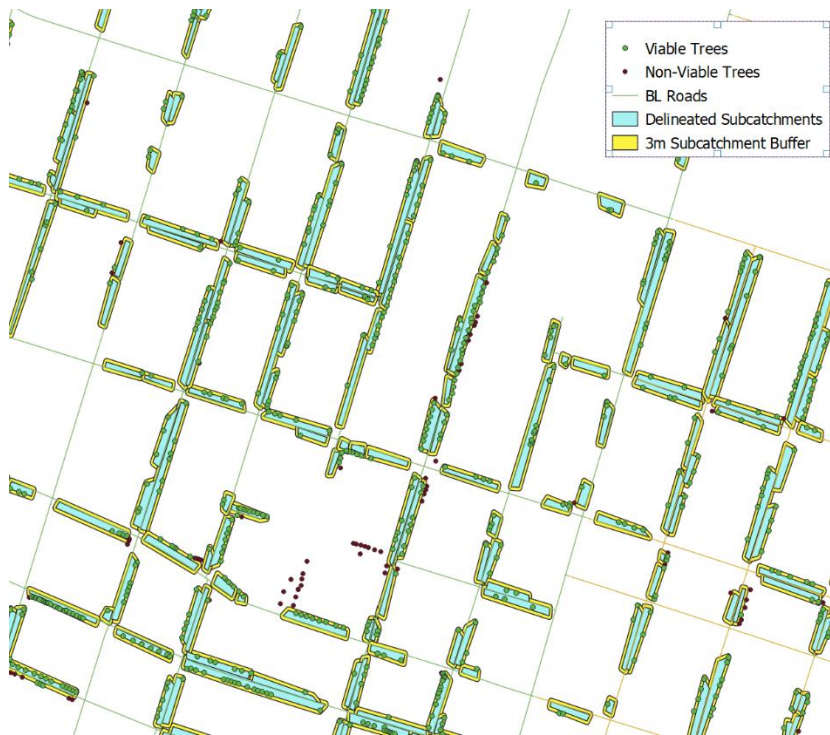 Viable Trees
Non-Viable Trees
BL Roads
Delineated Subcatchments
3m Subcatchment Buffer